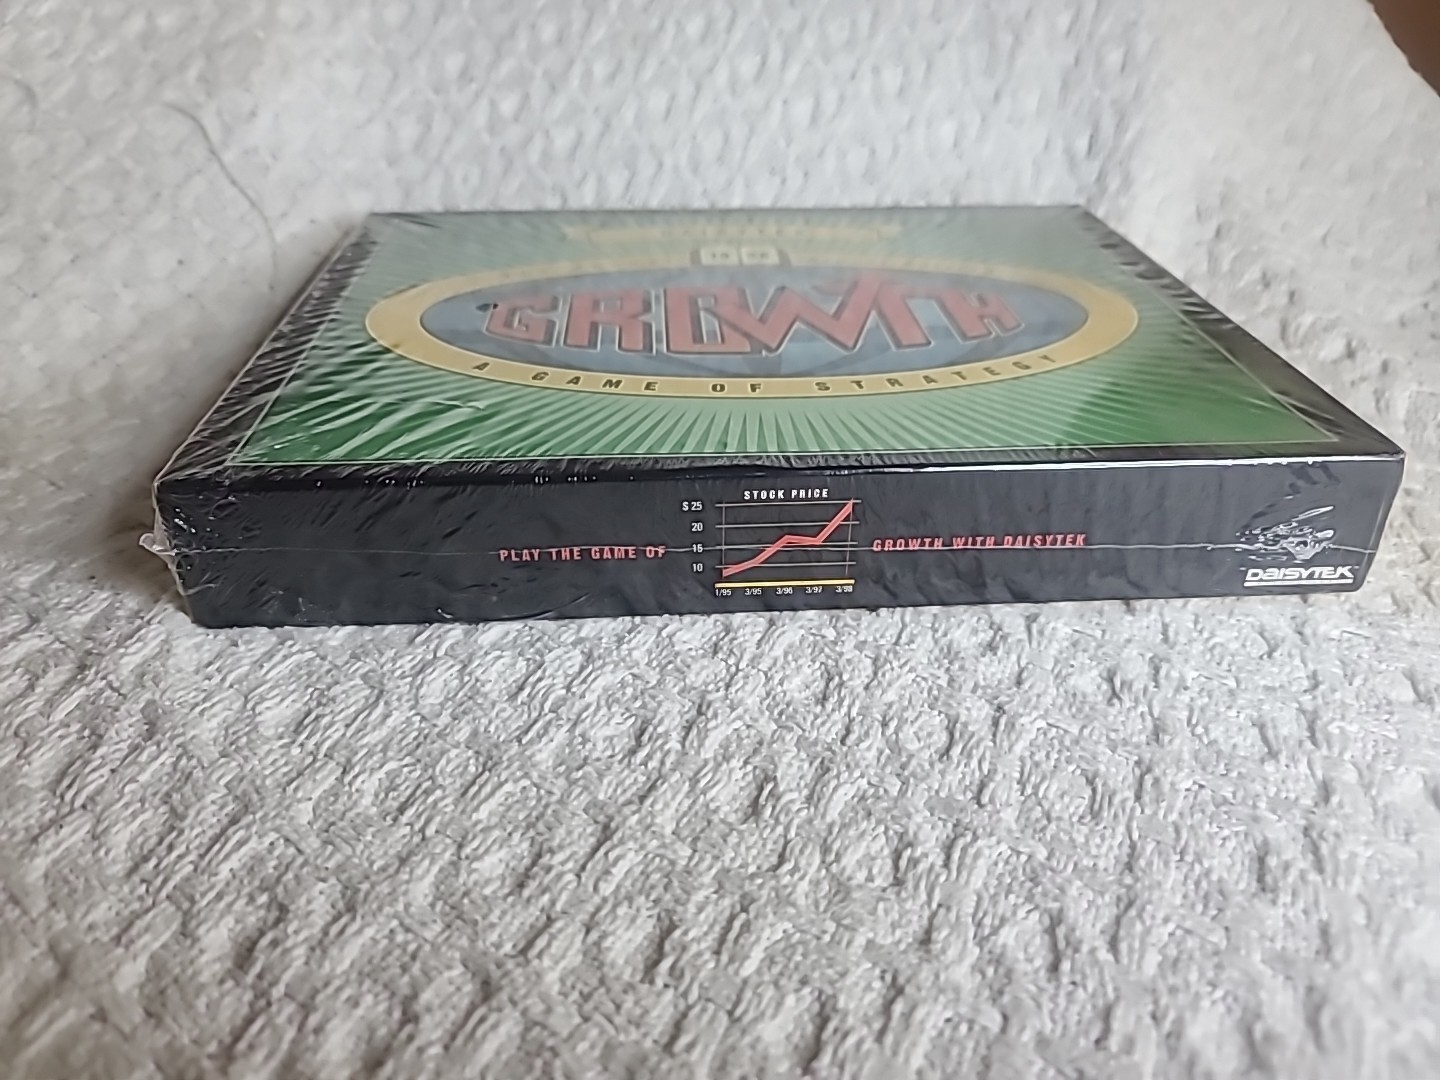 GROWTH
A GAME OF STRATEGY
PLAY THE GAME OF
STOCK PRICE
$25
20
15
10
1/95 3/95 3/96 3/97 3/98
GROWTH WITH DAISYTEK
DAISYTEK